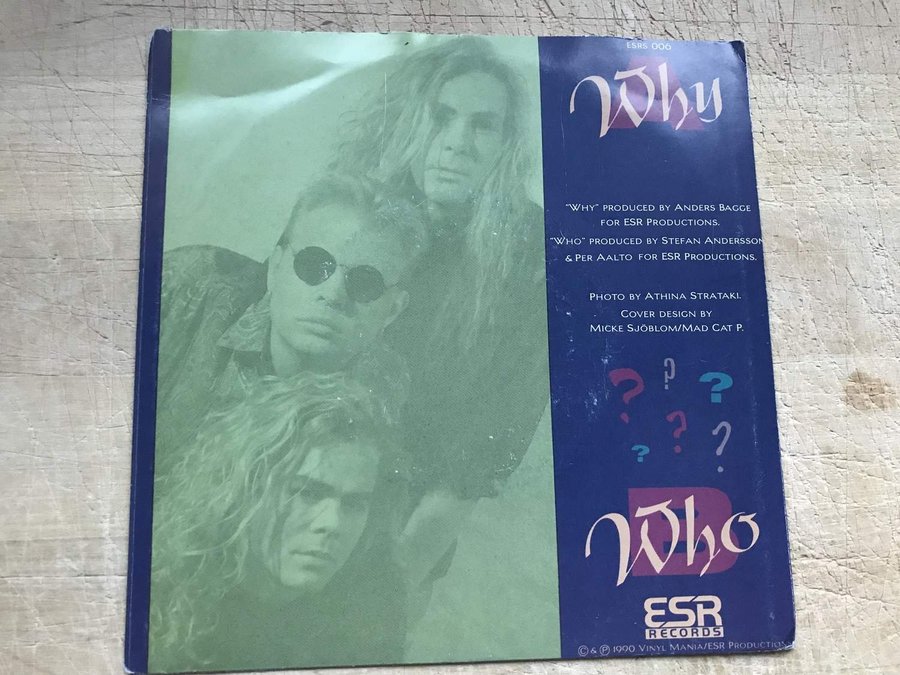 ESRS 006
A
Why
"Why" produced by Anders Bagge
for ESR Productions.
"Who" produced by Stefan Andersson
& Per Aalto for ESR Productions.
Photo by Athina Strataki.
Cover design by
Micke Sjöblom/Mad Cat P.
? ? ?
? ?
? ?
B
Who
ESR
RECORDS
© & ℗ 1990 Vinyl Mania/ESR Production